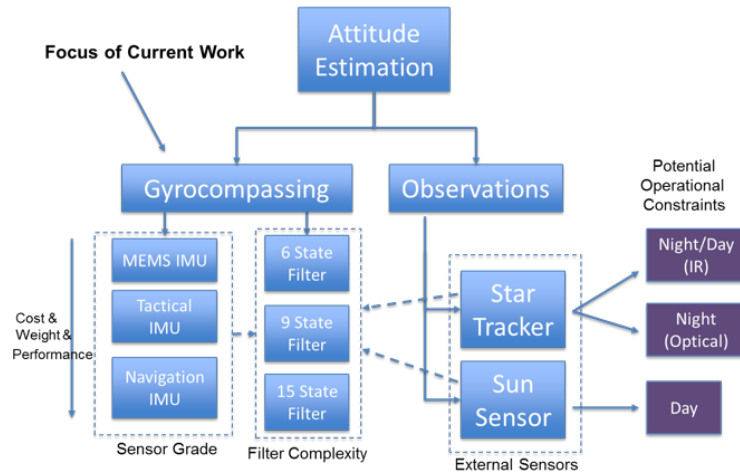 Attitude
Estimation
Focus of Current Work
Gyrocompassing
Observations
Potential
Operational
Constraints
MEMS IMU
Tactical
IMU
Navigation
IMU
6 State
Filter
9 State
Filter
15 State
Filter
Star
Tracker
Sun
Sensor
Night/Day
(IR)
Night
(Optical)
Day
Cost &
Weight &
Performance
Sensor Grade
Filter Complexity
External Sensors